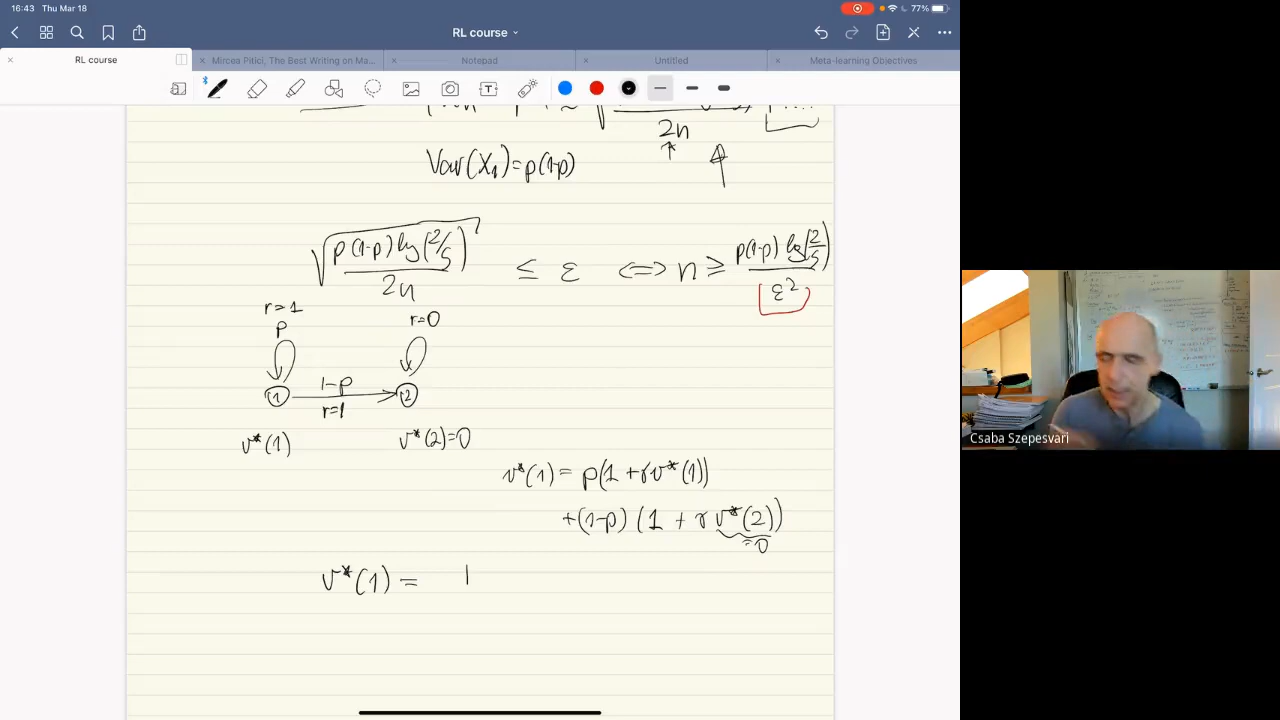 16:43 Thu Mar 18
77%
RL course
RL course
Mircea Pitici, The Best Writing on Ma...
Notepad
Untitled
Meta-learning Objectives
2n
Var(X₁)=p(1-p)
√(p(1-p) log(2/δ) / 2n) ≤ ε <=> n ≥ p(1-p) log(2/δ) / ε²
r=1
p
r=0
1-p
1
2
r=1
v*(1)
v*(2)=0
v*(1) = p(1+γv*(1))
+(1-p) (1 + γ v*(2))
=0
v*(1) = 1
Csaba Szepesvari